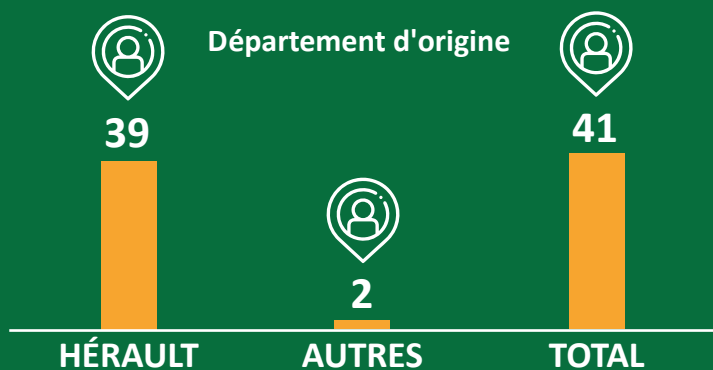 Département d'origine
39
41
2
HÉRAULT
AUTRES
TOTAL